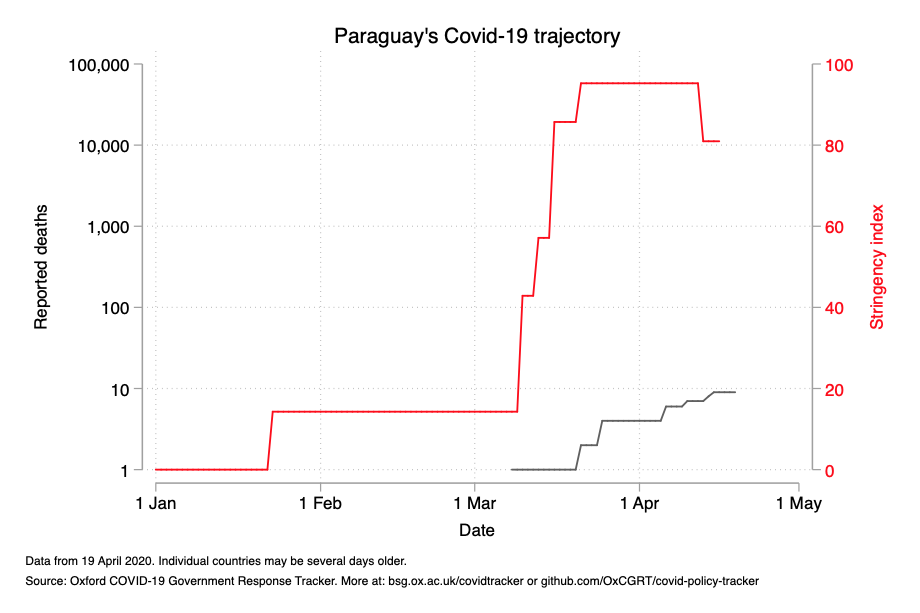 Paraguay's Covid-19 trajectory
100,000
10,000
1,000
100
10
1
Reported deaths
100
80
60
40
20
0
Stringency index
1 Jan
1 Feb
1 Mar
1 Apr
1 May
Date
Data from 19 April 2020. Individual countries may be several days older.
Source: Oxford COVID-19 Government Response Tracker. More at: bsg.ox.ac.uk/covidtracker or github.com/OxCGRT/covid-policy-tracker